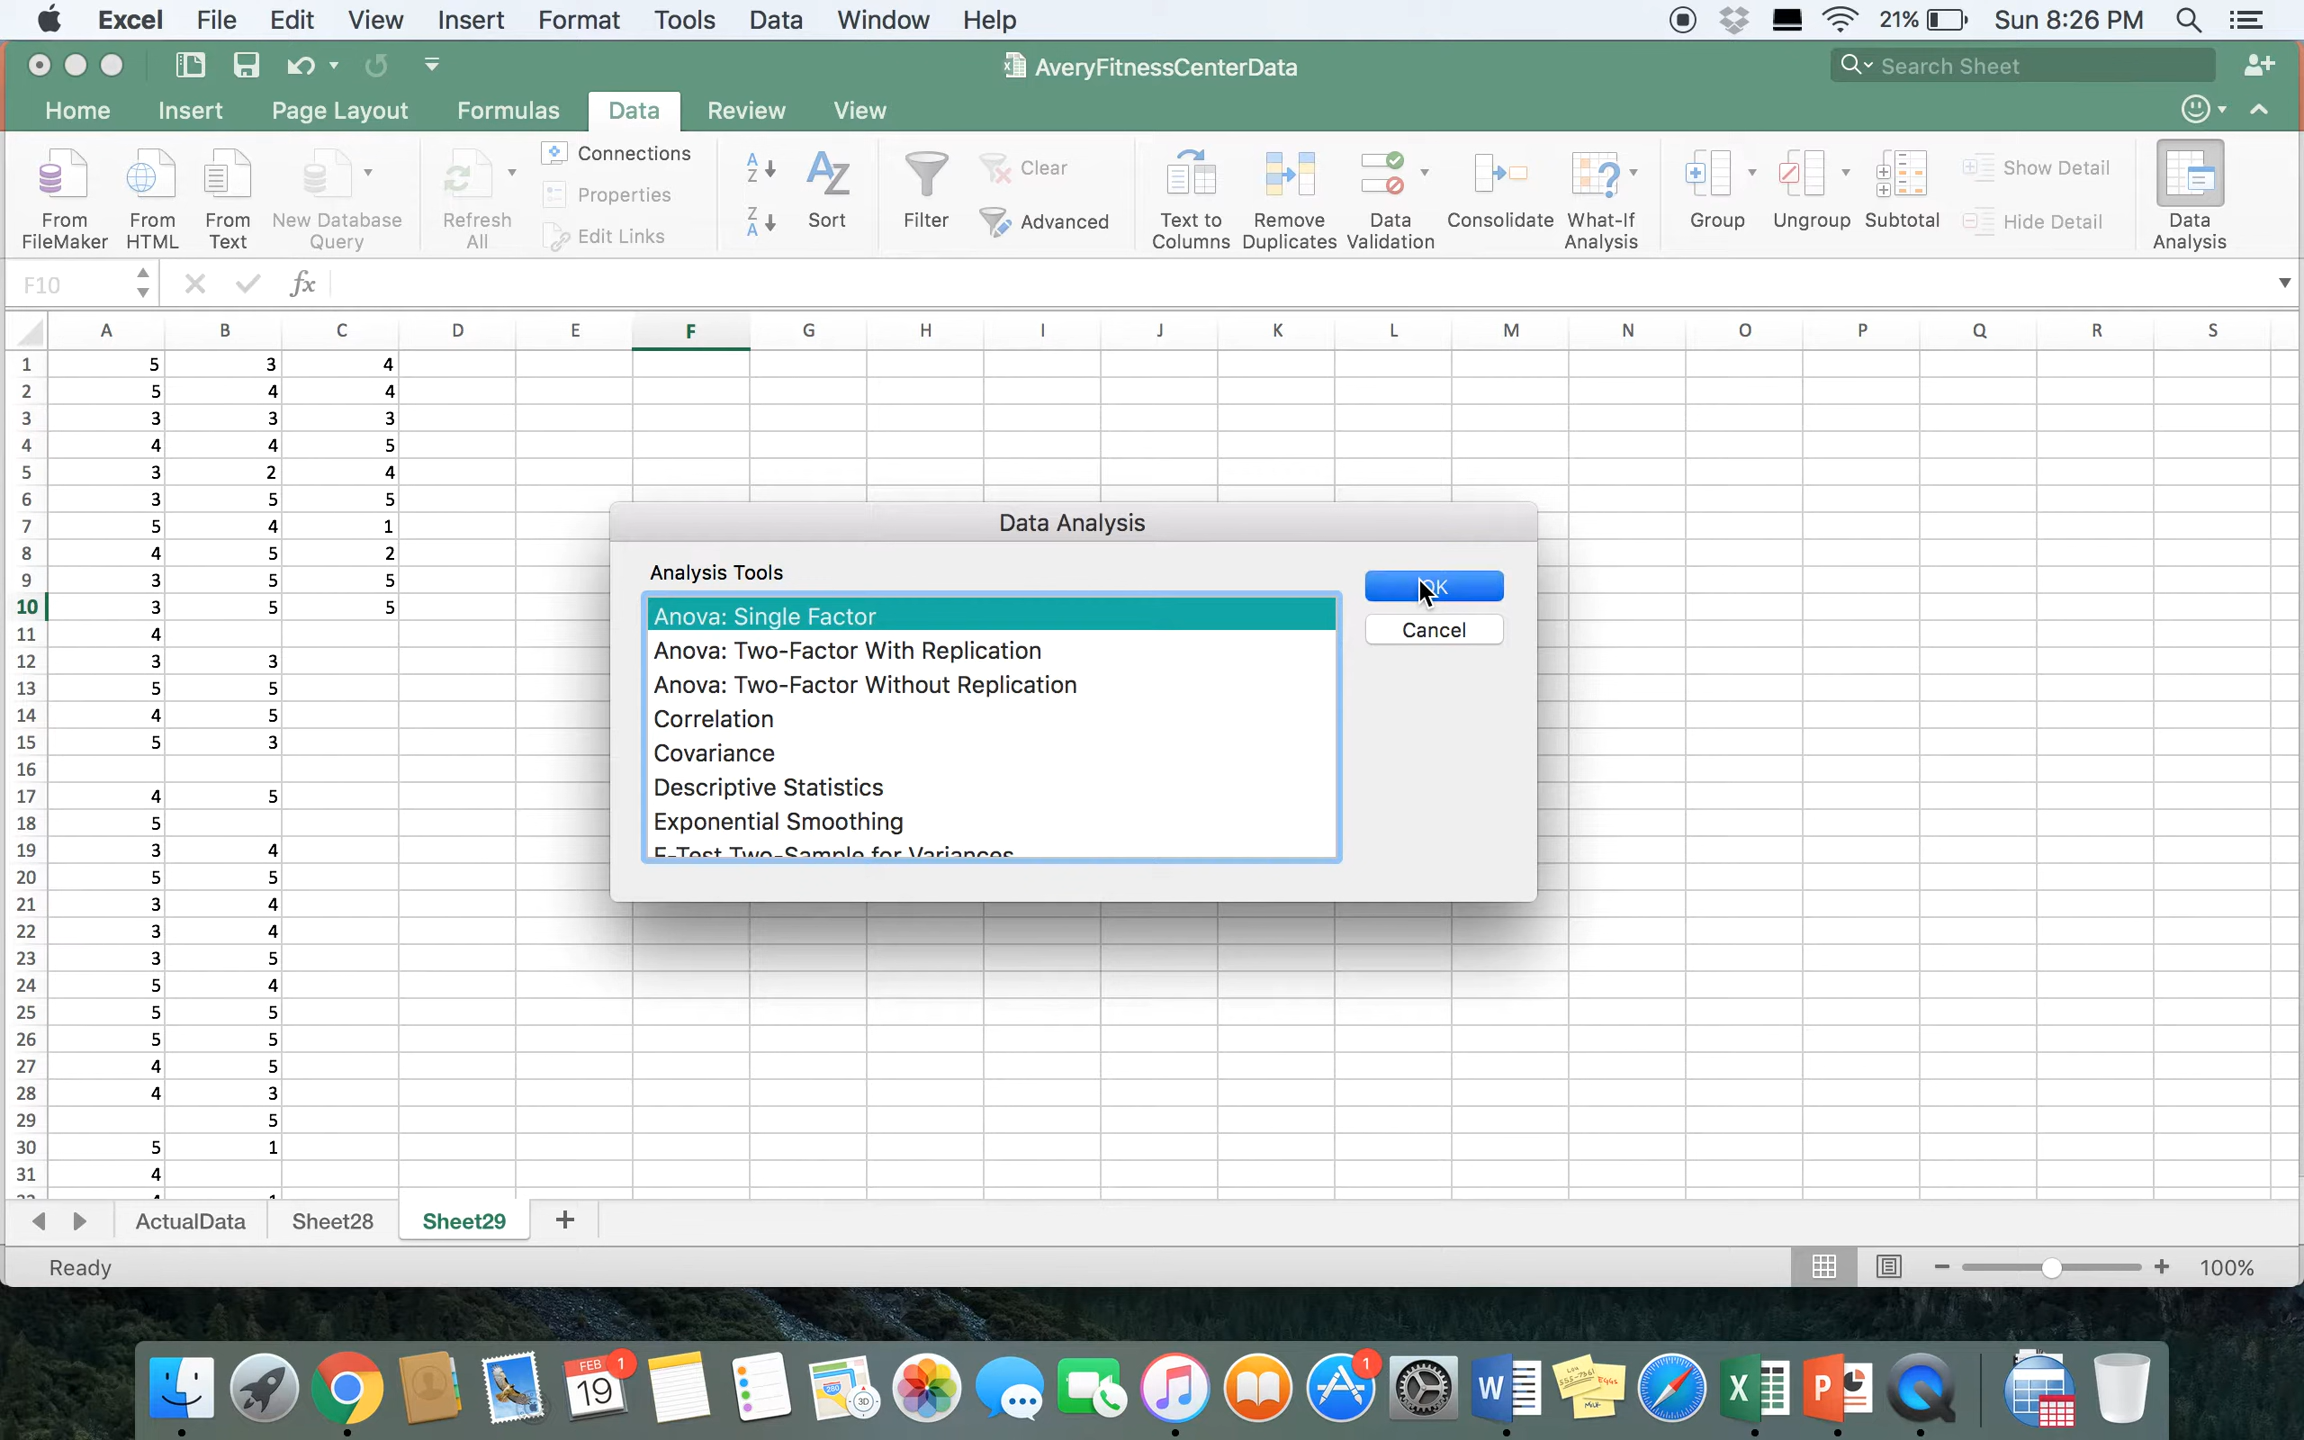 Excel File Edit View Insert Format Tools Data Window Help 21% Sun 8:26 PM
AveryFitnessCenterData Search Sheet
Home Insert Page Layout Formulas Data Review View
From FileMaker From HTML From Text New Database Query Refresh All Connections Properties Edit Links Sort Filter Clear Advanced Text to Columns Remove Duplicates Data Validation Consolidate What-If Analysis Group Ungroup Subtotal Show Detail Hide Detail Data Analysis
F10 fx
A B C D E F G H I J K L M N O P Q R S
1 5 3 4
2 5 4 4
3 3 3 3
4 4 4 5
5 3 2 4
6 3 5 5
7 5 4 1
8 4 5 2
9 3 5 5
10 3 5 5
11 4
12 3 3
13 5 5
14 4 5
15 5 3
16
17 4 5
18 5
19 3 4
20 5 5
21 3 4
22 3 4
23 3 5
24 5 4
25 5 5
26 5 5
27 4 5
28 4 3
29 5
30 5 1
31 4
Data Analysis
Analysis Tools
OK
Cancel
Anova: Single Factor
Anova: Two-Factor With Replication
Anova: Two-Factor Without Replication
Correlation
Covariance
Descriptive Statistics
Exponential Smoothing
F-Test Two-Sample for Variances
ActualData Sheet28 Sheet29 +
Ready 100%
FEB 19 1 1